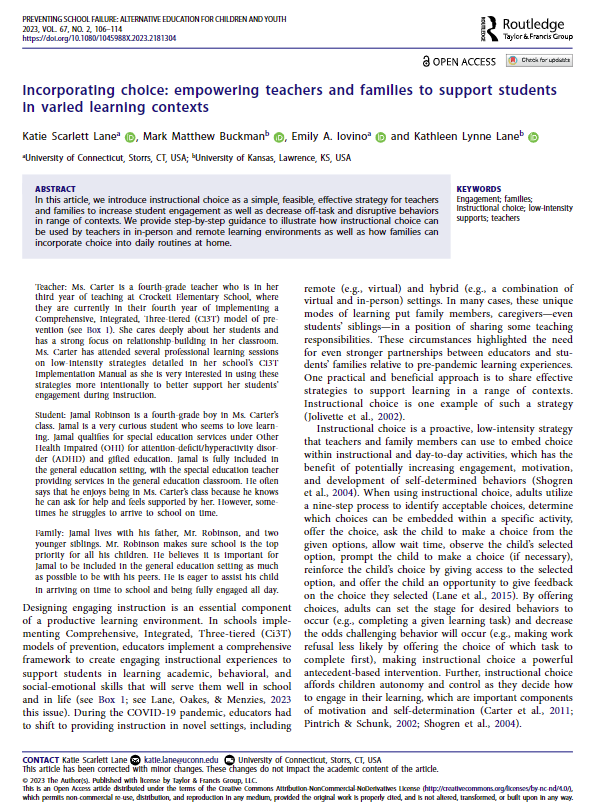 PREVENTING SCHOOL FAILURE: ALTERNATIVE EDUCATION FOR CHILDREN AND YOUTH
2023, VOL. 67, NO. 2, 106–114
https://doi.org/10.1080/1045988X.2023.2181304
ROUTLEDGE
Routledge
Taylor & Francis Group
OPEN ACCESS
Check for updates
Incorporating choice: empowering teachers and families to support students
in varied learning contexts
Katie Scarlett Laneᵃ iD, Mark Matthew Buckmanᵇ iD, Emily A. Iovinoᵃ iD and Kathleen Lynne Laneᵇ iD
ᵃUniversity of Connecticut, Storrs, CT, USA; ᵇUniversity of Kansas, Lawrence, KS, USA
ABSTRACT
In this article, we introduce instructional choice as a simple, feasible, effective strategy for teachers
and families to increase student engagement as well as decrease off-task and disruptive behaviors
in range of contexts. We provide step-by-step guidance to illustrate how instructional choice can
be used by teachers in in-person and remote learning environments as well as how families can
incorporate choice into daily routines at home.
KEYWORDS
Engagement; families;
instructional choice; low-intensity
supports; teachers
Teacher: Ms. Carter is a fourth-grade teacher who is in her
third year of teaching at Crockett Elementary School, where
they are currently in their fourth year of implementing a
Comprehensive, Integrated, Three-tiered (Ci3T) model of pre-
vention (see Box 1). She cares deeply about her students and
has a strong focus on relationship-building in her classroom.
Ms. Carter has attended several professional learning sessions
on low-intensity strategies detailed in her school's Ci3T
Implementation Manual as she is very interested in using these
strategies more intentionally to better support her students'
engagement during instruction.
Student: Jamal Robinson is a fourth-grade boy in Ms. Carter's
class. Jamal is a very curious student who seems to love learn-
ing. Jamal qualifies for special education services under Other
Health Impaired (OHI) for attention-deficit/hyperactivity disor-
der (ADHD) and gifted education. Jamal is fully included in
the general education setting, with the special education teacher
providing services in the general education classroom. He often
says that he enjoys being in Ms. Carter's class because he knows
he can ask for help and feels supported by her. However, some-
times he struggles to arrive to school on time.
Family: Jamal lives with his father, Mr. Robinson, and two
younger siblings. Mr. Robinson makes sure school is the top
priority for all his children. He believes it is important for
Jamal to be included in the general education setting as much
as possible to be with his peers. He is eager to assist his child
in arriving on time to school and being fully engaged all day.
Designing engaging instruction is an essential component
of a productive learning environment. In schools imple-
menting Comprehensive, Integrated, Three-tiered (Ci3T)
models of prevention, educators implement a comprehensive
framework to create engaging instructional experiences to
support students in learning academic, behavioral, and
social-emotional skills that will serve them well in school
and in life (see Box 1; see Lane, Oakes, & Menzies, 2023
this issue). During the COVID-19 pandemic, educators had
to shift to providing instruction in novel settings, including
remote (e.g., virtual) and hybrid (e.g., a combination of
virtual and in-person) settings. In many cases, these unique
modes of learning put family members, caregivers—even
students' siblings—in a position of sharing some teaching
responsibilities. These circumstances highlighted the need
for even stronger partnerships between educators and stu-
dents' families relative to pre-pandemic learning experiences.
One practical and beneficial approach is to share effective
strategies to support learning in a range of contexts.
Instructional choice is one example of such a strategy
(Jolivette et al., 2002).
Instructional choice is a proactive, low-intensity strategy
that teachers and family members can use to embed choice
within instructional and day-to-day activities, which has the
benefit of potentially increasing engagement, motivation,
and development of self-determined behaviors (Shogren
et al., 2004). When using instructional choice, adults utilize
a nine-step process to identify acceptable choices, determine
which choices can be embedded within a specific activity,
offer the choice, ask the child to make a choice from the
given options, allow wait time, observe the child's selected
option, prompt the child to make a choice (if necessary),
reinforce the child's choice by giving access to the selected
option, and offer the child an opportunity to give feedback
on the choice they selected (Lane et al., 2015). By offering
choices, adults can set the stage for desired behaviors to
occur (e.g., completing a given learning task) and decrease
the odds challenging behavior will occur (e.g., making work
refusal less likely by offering the choice of which task to
complete first), making instructional choice a powerful
antecedent-based intervention. Further, instructional choice
affords children autonomy and control as they decide how
to engage in their learning, which are important components
of motivation and self-determination (Carter et al., 2011;
Pintrich & Schunk, 2002; Shogren et al., 2004).
CONTACT Katie Scarlett Lane katie.lane@uconn.edu University of Connecticut, Storrs, CT
This article has been corrected with minor changes. These changes do not impact the academic content of the article.
© 2023 The Author(s). Published with license by Taylor & Francis Group, LLC.
This is an Open Access article distributed under the terms of the Creative Commons Attribution-NonCommercial-NoDerivatives License (http://creativecommons.org/licenses/by-nc-nd/4.0/),
which permits non-commercial re-use, distribution, and reproduction in any medium, provided the original work is properly cited, and is not altered, transformed, or built upon in any way.